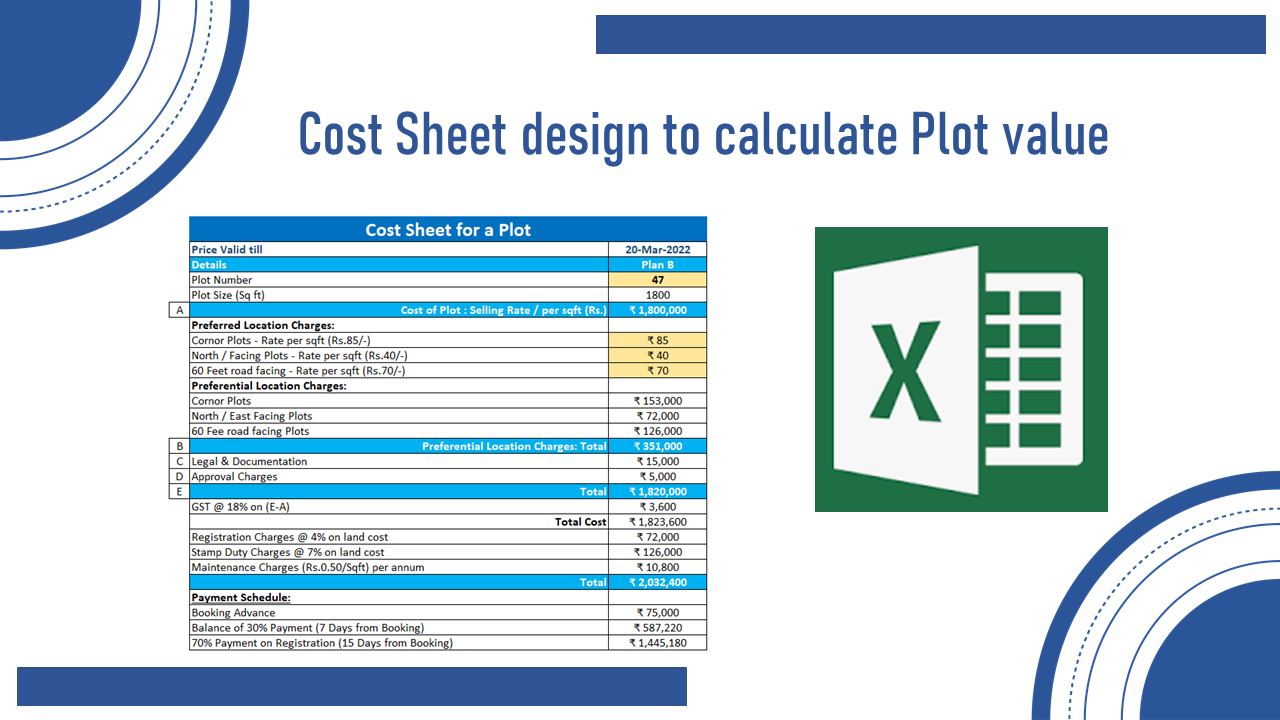 Cost Sheet design to calculate Plot value
Cost Sheet for a Plot
Price Valid till 20-Mar-2022
Details Plan B
Plot Number 47
Plot Size (Sq ft) 1800
A Cost of Plot : Selling Rate / per sqft (Rs.) ₹ 1,800,000
Preferred Location Charges:
Cornor Plots - Rate per sqft (Rs.85/-) ₹ 85
North / Facing Plots - Rate per sqft (Rs.40/-) ₹ 40
60 Feet road facing - Rate per Sqft (Rs.70/-) ₹ 70
Preferential Location Charges:
Cornor Plots ₹ 153,000
North / East Facing Plots ₹ 72,000
60 Fee road facing Plots ₹ 126,000
B Preferential Location Charges: Total ₹ 351,000
C Legal & Documentation ₹ 15,000
D Approval Charges ₹ 5,000
E Total ₹ 1,820,000
GST @ 18% on (E-A) ₹ 3,600
Total Cost ₹ 1,823,600
Registration Charges @ 4% on land cost ₹ 72,000
Stamp Duty Charges @ 7% on land cost ₹ 126,000
Maintenance Charges (Rs.0.50/Sqft) per annum ₹ 10,800
Total ₹ 2,032,400
Payment Schedule:
Booking Advance ₹ 75,000
Balance of 30% Payment (7 Days from Booking) ₹ 587,220
70% Payment on Registration (15 Days from Booking) ₹ 1,445,180
X